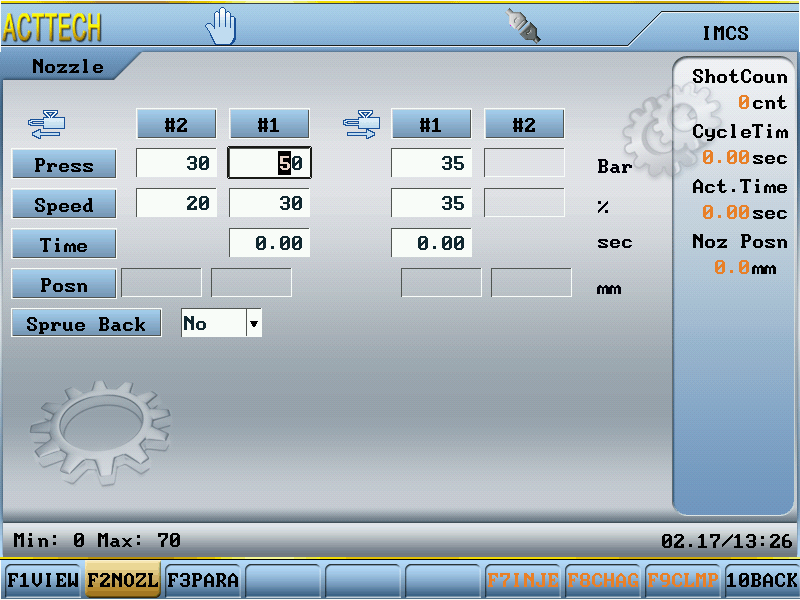 ACTTECH
IMCS
Nozzle
ShotCoun
0cnt
CycleTim
0.00sec
Act.Time
0.00sec
Noz Posn
0.0mm
#2 #1 #1 #2
Press 30 50 35 Bar
Speed 20 30 35 %
Time 0.00 0.00 sec
Posn mm
Sprue Back No
Min: 0 Max: 70 02.17/13:26
F1VIEW F2NOZL F3PARA F7INJE F8CHAG F9CLMP 10BACK